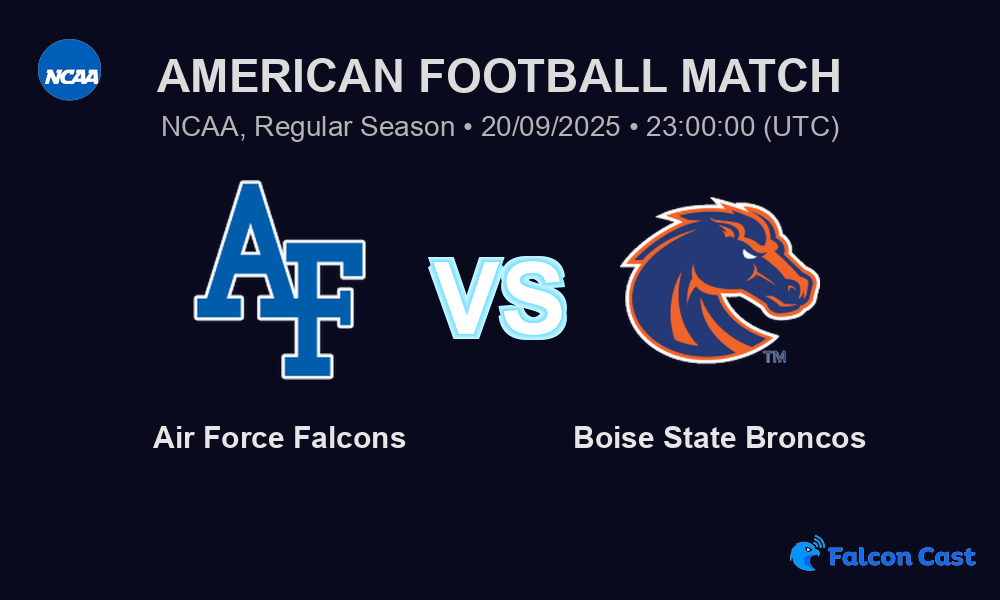 NCAA
AMERICAN FOOTBALL MATCH
NCAA, Regular Season • 20/09/2025 • 23:00:00 (UTC)
AF
VS
TM
Air Force Falcons
Boise State Broncos
Falcon Cast